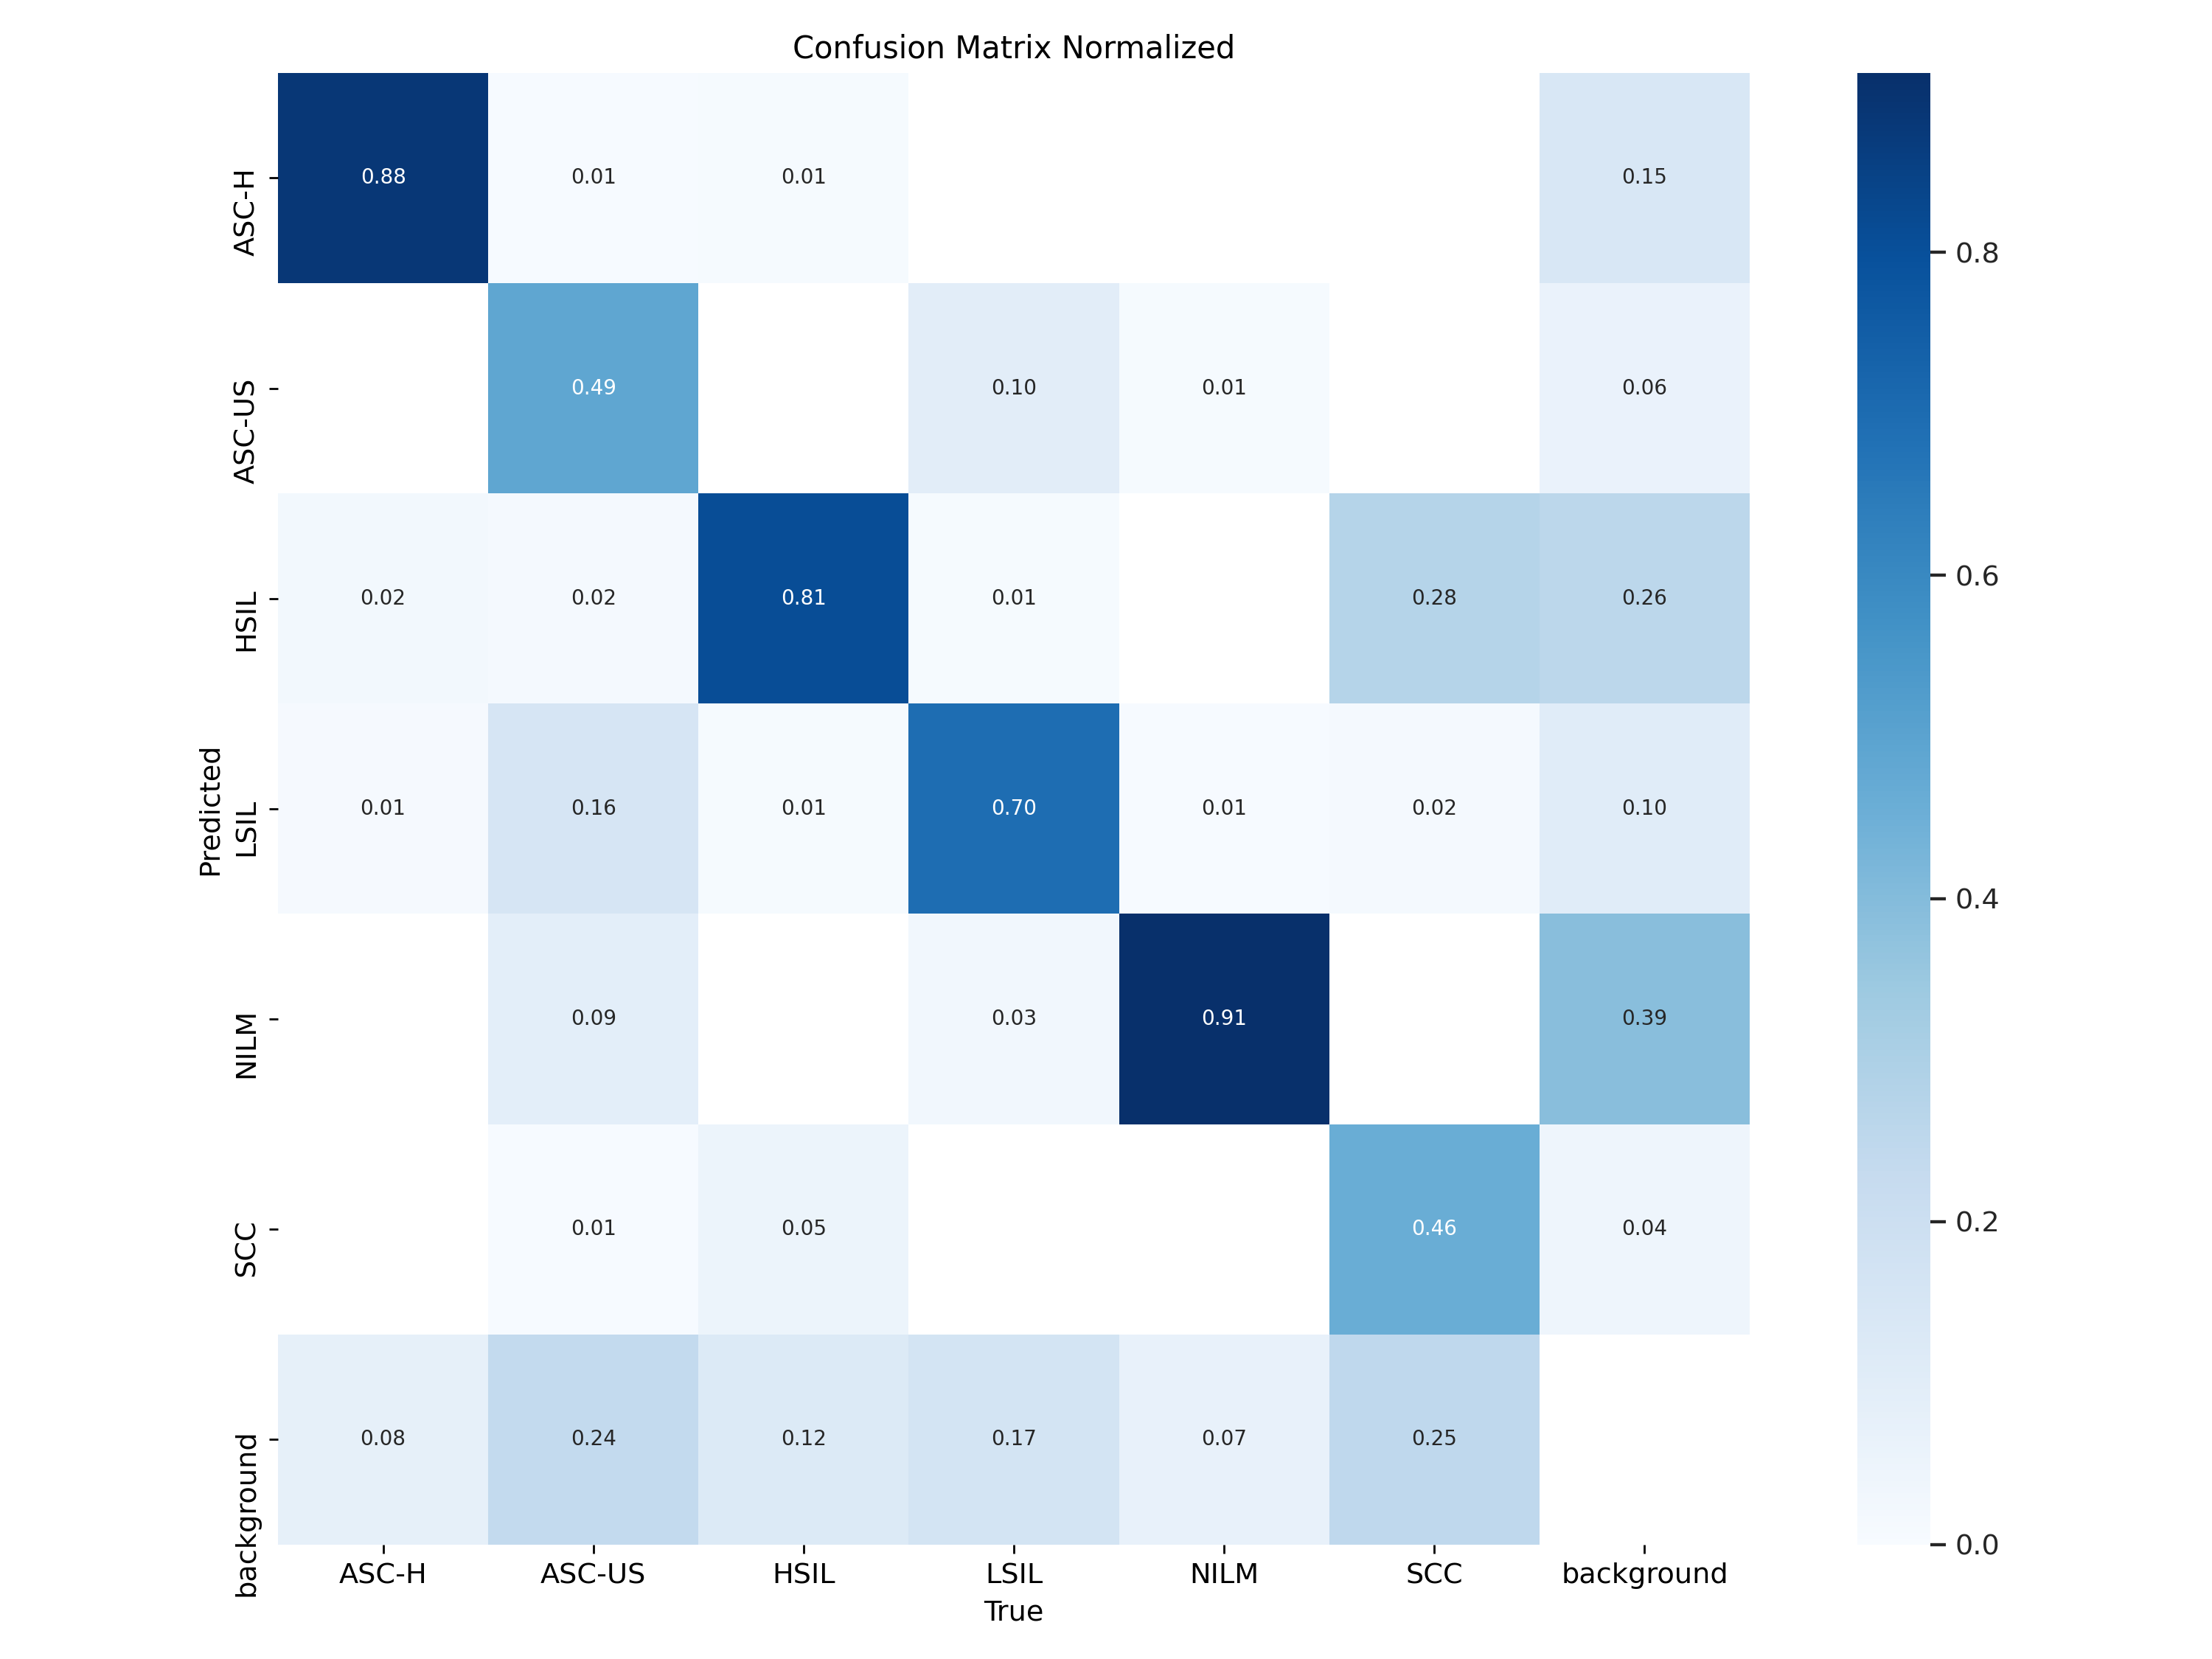 Confusion Matrix Normalized
ASC-H 0.88 0.01 0.01 0.15
0.8
ASC-US 0.49 0.10 0.01 0.06
0.6
HSIL 0.02 0.02 0.81 0.01 0.28 0.26
Predicted
LSIL 0.01 0.16 0.01 0.70 0.01 0.02 0.10
0.4
NILM 0.09 0.03 0.91 0.39
SCC 0.01 0.05 0.46 0.04
0.2
background 0.08 0.24 0.12 0.17 0.07 0.25
0.0
ASC-H ASC-US HSIL LSIL NILM SCC background
True